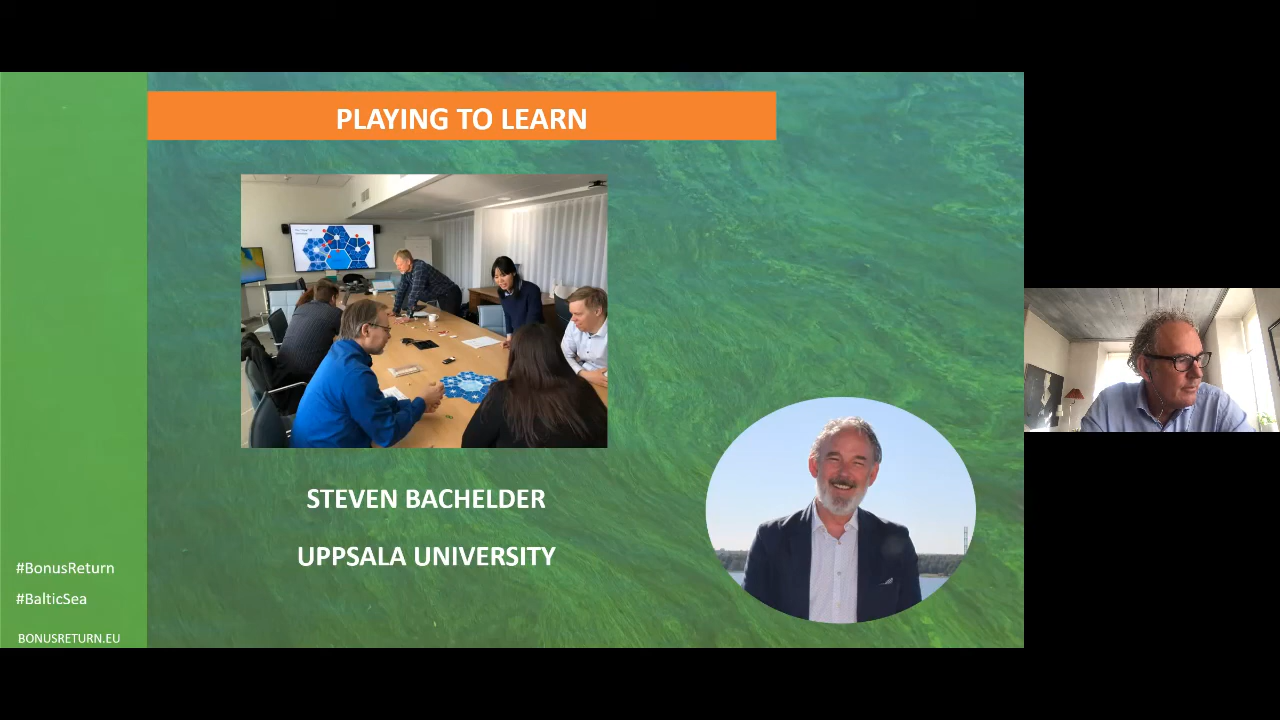 PLAYING TO LEARN
STEVEN BACHELDER
UPPSALA UNIVERSITY
#BonusReturn
#BalticSea
BONUSRETURN.EU